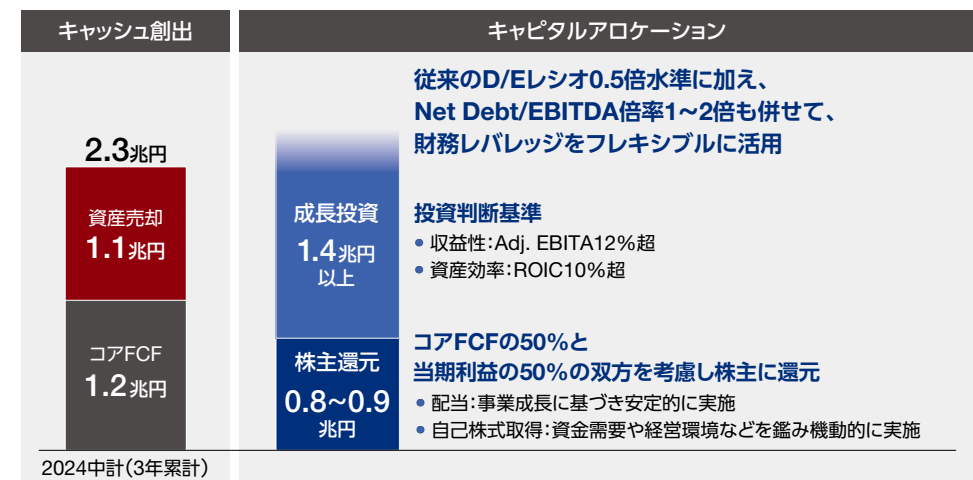 キャッシュ創出
キャピタルアロケーション
2.3兆円
資産売却
1.1兆円
コアFCF
1.2兆円
2024中計(3年累計)
成長投資
1.4兆円
以上
株主還元
0.8~0.9
兆円
従来のD/Eレシオ0.5倍水準に加え、
Net Debt/EBITDA倍率1~2倍も併せて、
財務レバレッジをフレキシブルに活用
投資判断基準
• 収益性:Adj. EBITA12%超
• 資産効率:ROIC10%超
コアFCFの50%と
当期利益の50%の双方を考慮し株主に還元
• 配当:事業成長に基づき安定的に実施
• 自己株式取得:資金需要や経営環境などを鑑み機動的に実施